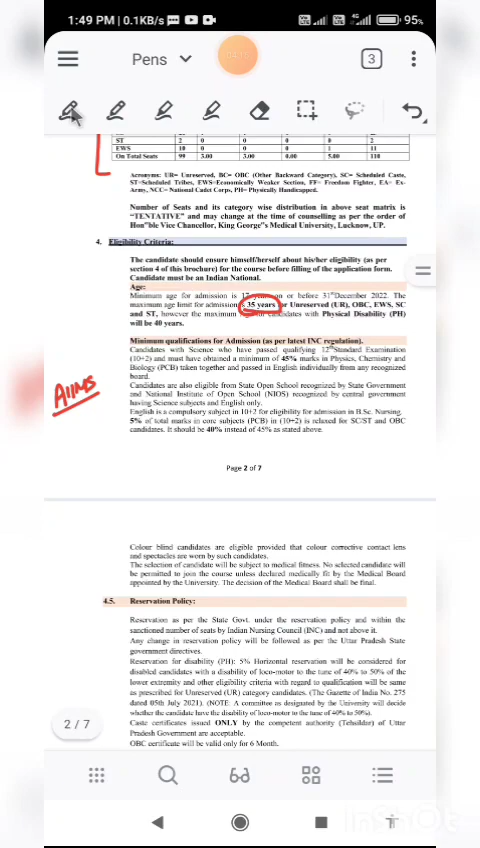 1:49 PM | 0.1KB/s
4G
95%
Pens
3
ST 2 0 0 0 0 2
EWS 10 0 0 1 11
On Total Seats 99 3.00 3.00 0.00 5.00 110
Acronyms: UR= Unreserved, BC= OBC (Other Backward Category), SC= Scheduled Caste,
ST=Scheduled Tribes, EWS=Economically Weaker Section, FF= Freedom Fighter, EA= Ex-
Army, NCC= National Cadet Corps, PH= Physically Handicapped.
Number of Seats and its category wise distribution in above seat matrix is
"TENTATIVE" and may change at the time of counselling as per the order of
Hon"ble Vice Chancellor, King George's Medical University, Lucknow, UP.
4. Eligibility Criteria:
The candidate should ensure himself/herself about his/her eligibility (as per
section 4 of this brochure) for the course before filling of the application form.
Candidate must be an Indian National.
Age:
Minimum age for admission is 17 years on or before 31st December 2022. The
maximum age limit for admission is 35 years for Unreserved (UR), OBC, EWS, SC
and ST, however the maximum for candidates with Physical Disability (PH)
will be 40 years.
Minimum qualifications for Admission (as per latest INC regulation).
Candidates with Science who have passed qualifying 12th Standard Examination
(10+2) and must have obtained a minimum of 45% marks in Physics, Chemistry and
Biology (PCB) taken together and passed in English individually from any recognized
board.
AIIMS
Candidates are also eligible from State Open School recognized by State Government
and National Institute of Open School (NIOS) recognized by central government
having Science subjects and English only.
English is a compulsory subject in 10+2 for eligibility for admission in B.Sc. Nursing.
5% of total marks in core subjects (PCB) in (10+2) is relaxed for SC/ST and OBC
candidates. It should be 40% instead of 45% as stated above.
Page 2 of 7
Colour blind candidates are eligible provided that colour corrective contact lens
and spectacles are worn by such candidates.
The selection of candidate will be subject to medical fitness. No selected candidate will
be permitted to join the course unless declared medically fit by the Medical Board
appointed by the University. The decision of the Medical Board shall be final.
4.5. Reservation Policy:
Reservation as per the State Govt. under the reservation policy and within the
sanctioned number of seats by Indian Nursing Council (INC) and not above it.
Any change in reservation policy will be followed as per the Uttar Pradesh State
government directives.
Reservation for disability (PH): 5% Horizontal reservation will be considered for
disabled candidates with a disability of loco-motor to the tune of 40% to 50% of the
lower extremity and other eligibility criteria with regard to qualification will be same
as prescribed for Unreserved (UR) category candidates. (The Gazette of India No. 275
dated 05th July 2021). (NOTE: A committee as designated by the University will decide
whether the candidate have the disability of loco-motor to the tune of 40% to 50%).
Caste certificates issued ONLY by the competent authority (Tehsildar) of Uttar
Pradesh Government are acceptable.
OBC certificate will be valid only for 6 Month.
2 / 7
InShOt